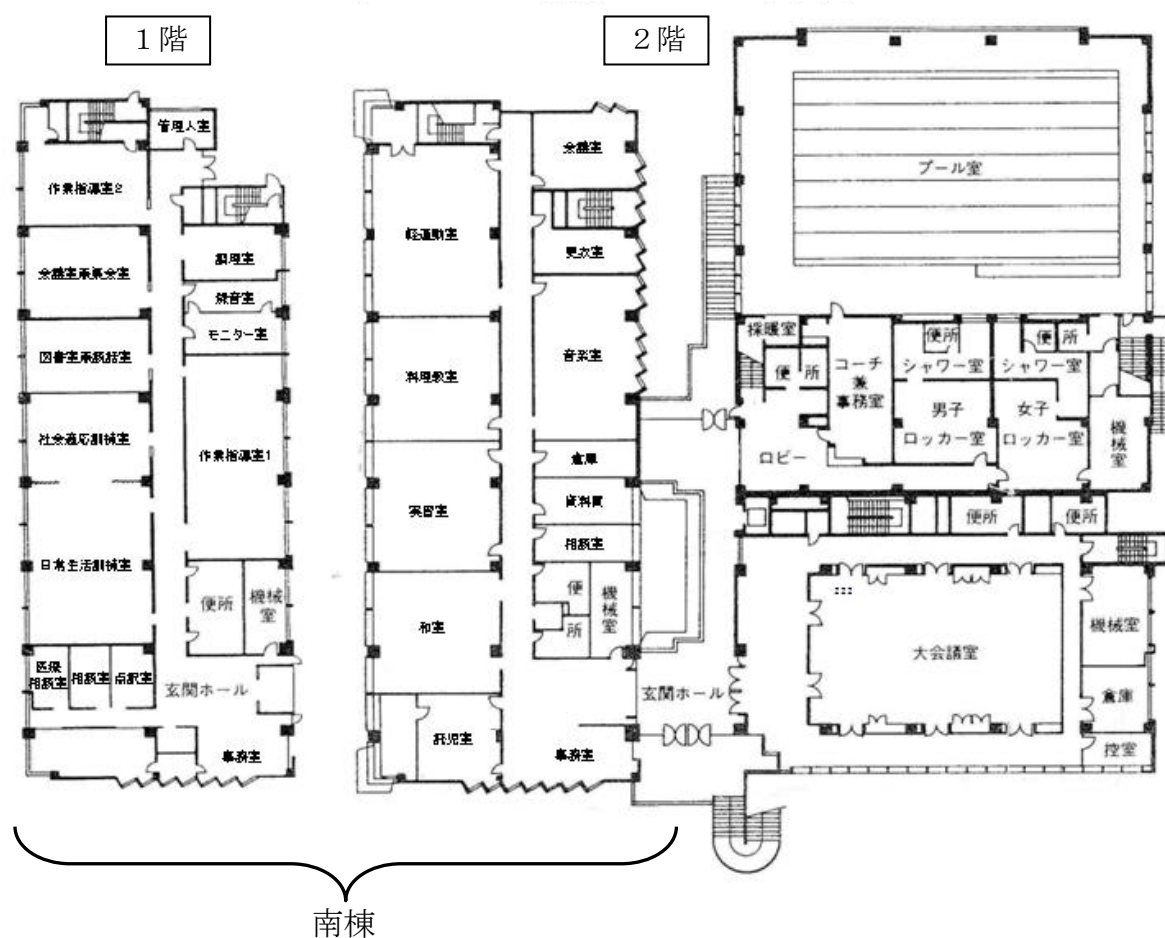 1階
管理人室
作業指導室2
会議室兼集会室
調理室
録音室
モニター室
図書室兼談話室
社会適応訓練室
作業指導室1
日常生活訓練室
便所
機械
室
医療
相談室
相談室
点訳室
玄関ホール
事務室
2階
会議室
軽運動室
更衣室
音楽室
料理教室
倉庫
実習室
資料質
相談室
便
所
機
械
室
和室
玄関ホール
託児室
事務室
プール室
採暖室
便 所
コーチ
兼
事務室
便所
シャワー室
便 所
シャワー室
男子
ロッカー室
女子
ロッカー室
機
械
室
ロビー
便所
便所
大会議室
機械室
倉庫
控室
南棟